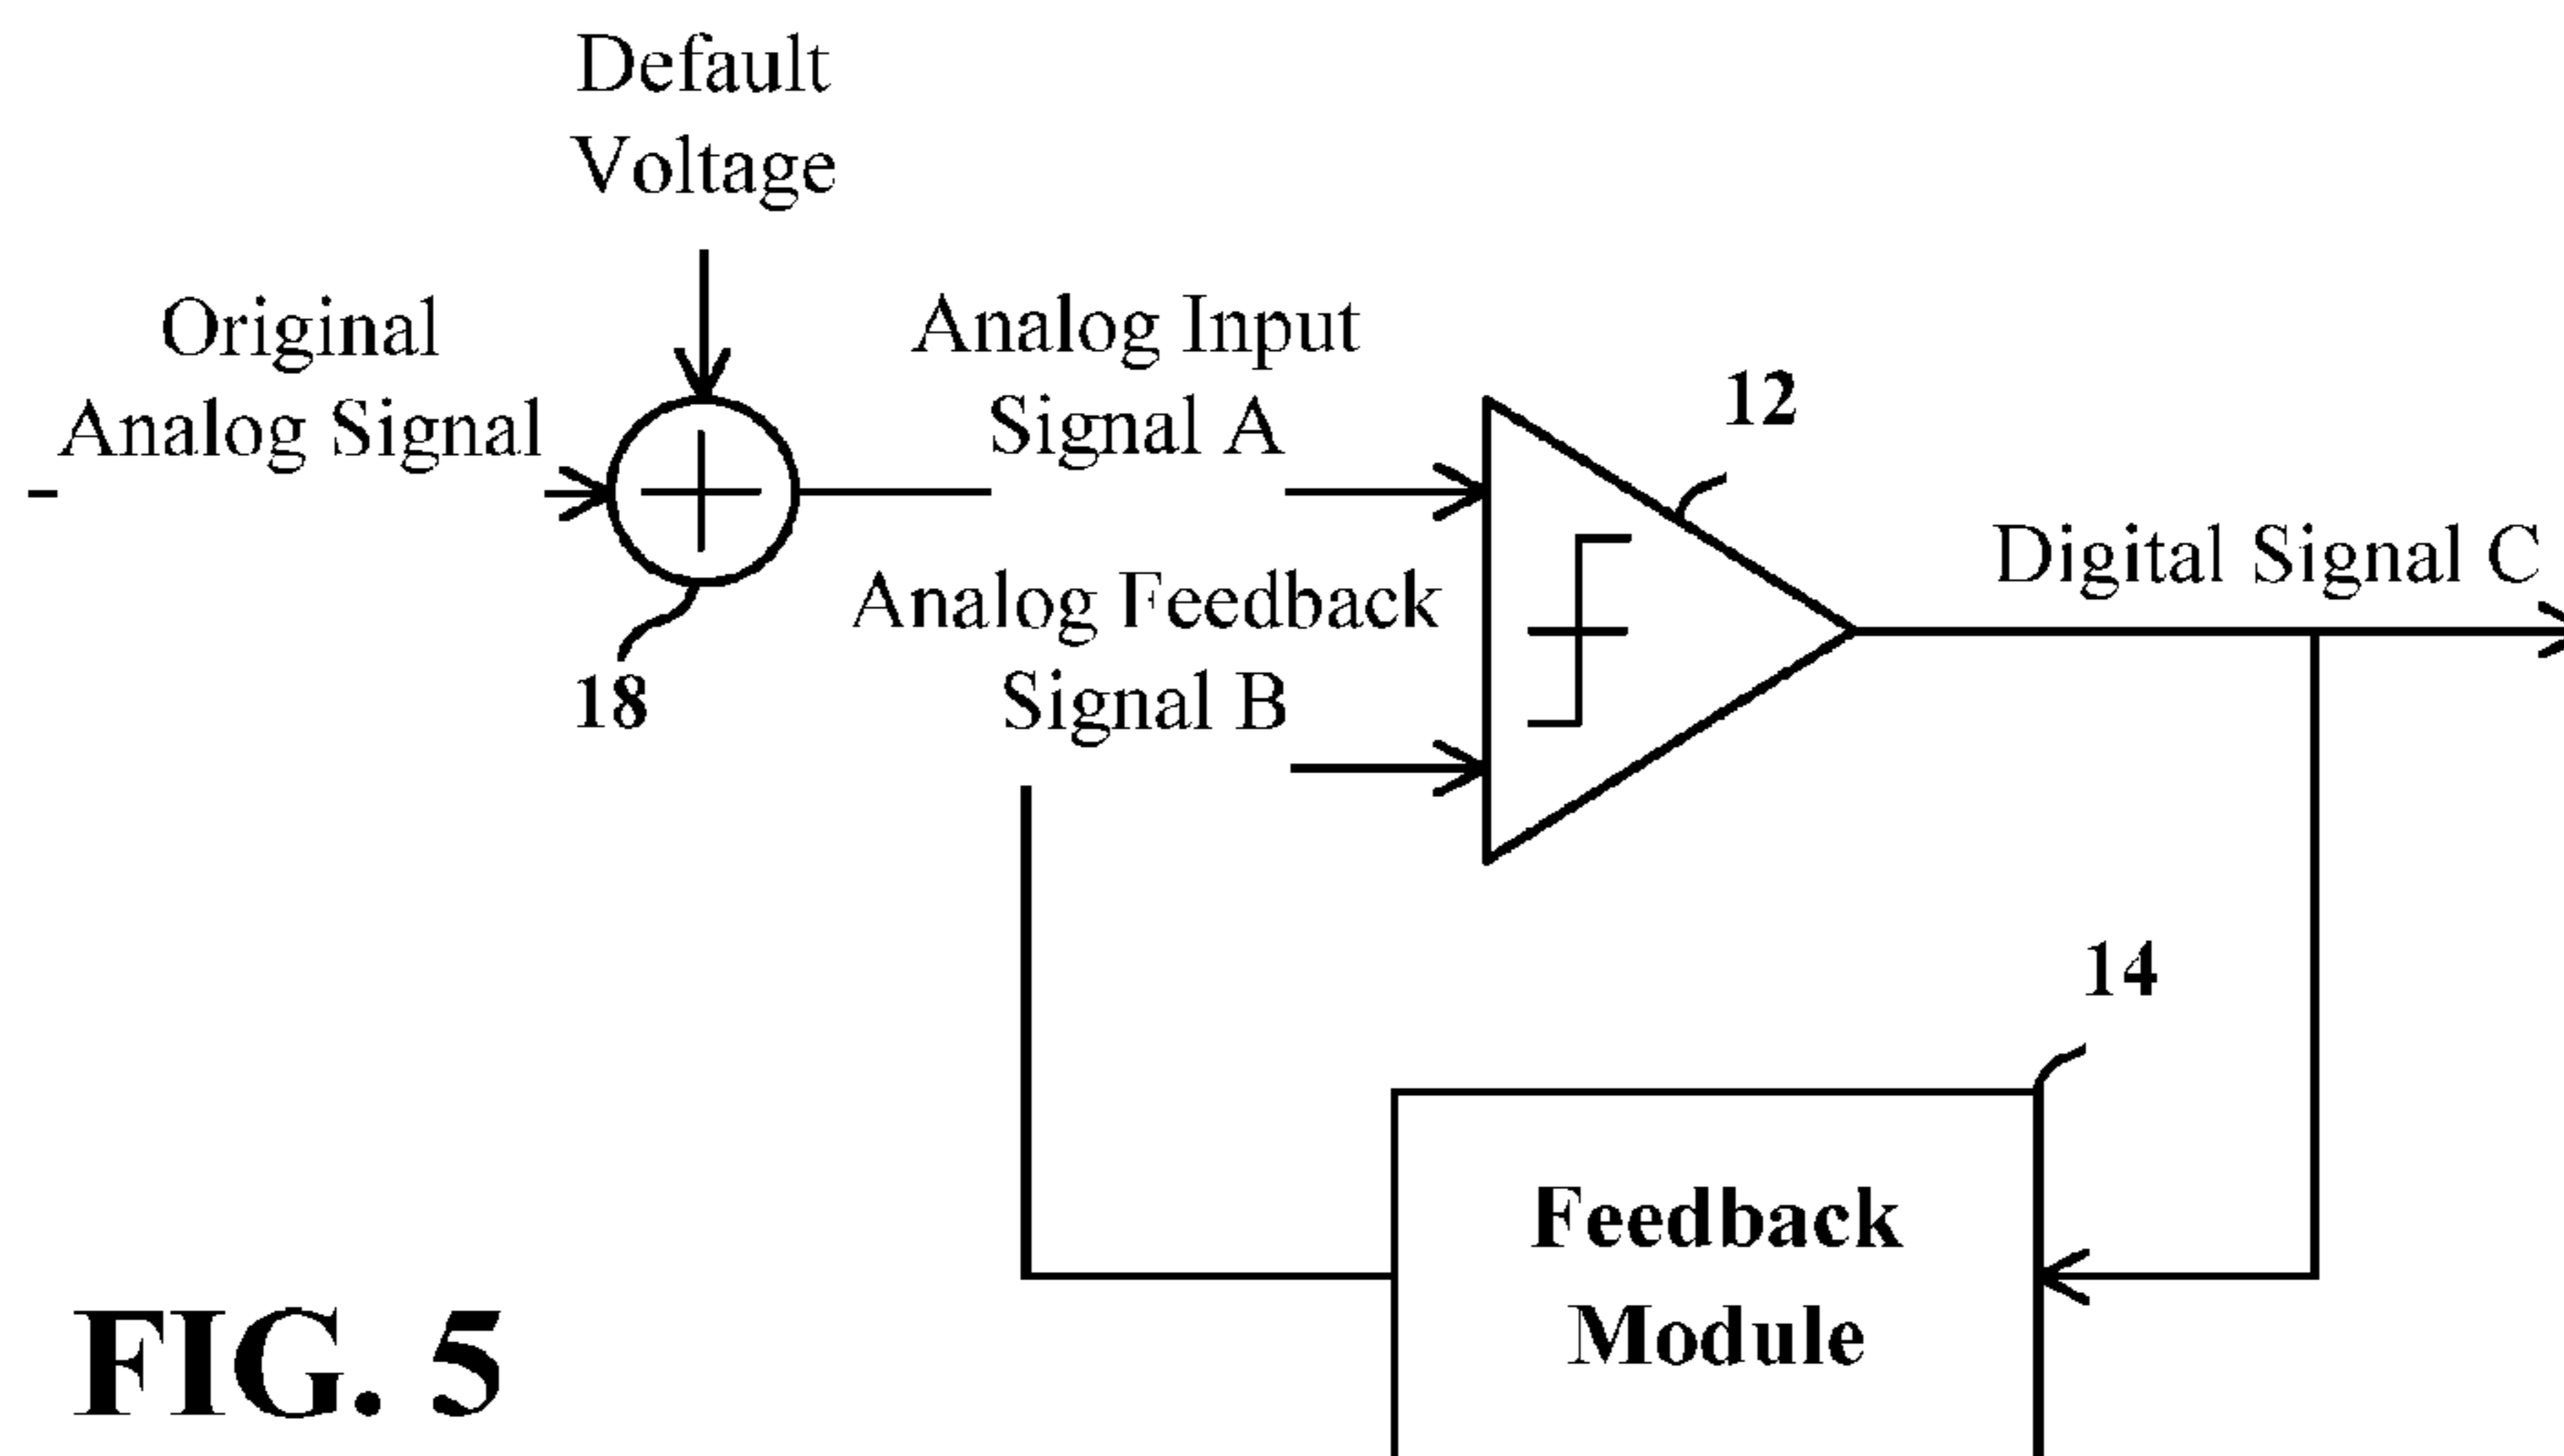 Default
Voltage
Original
Analog Signal
Analog Input
Signal A
12
Digital Signal C
Analog Feedback
Signal B
18
14
Feedback
Module
FIG. 5